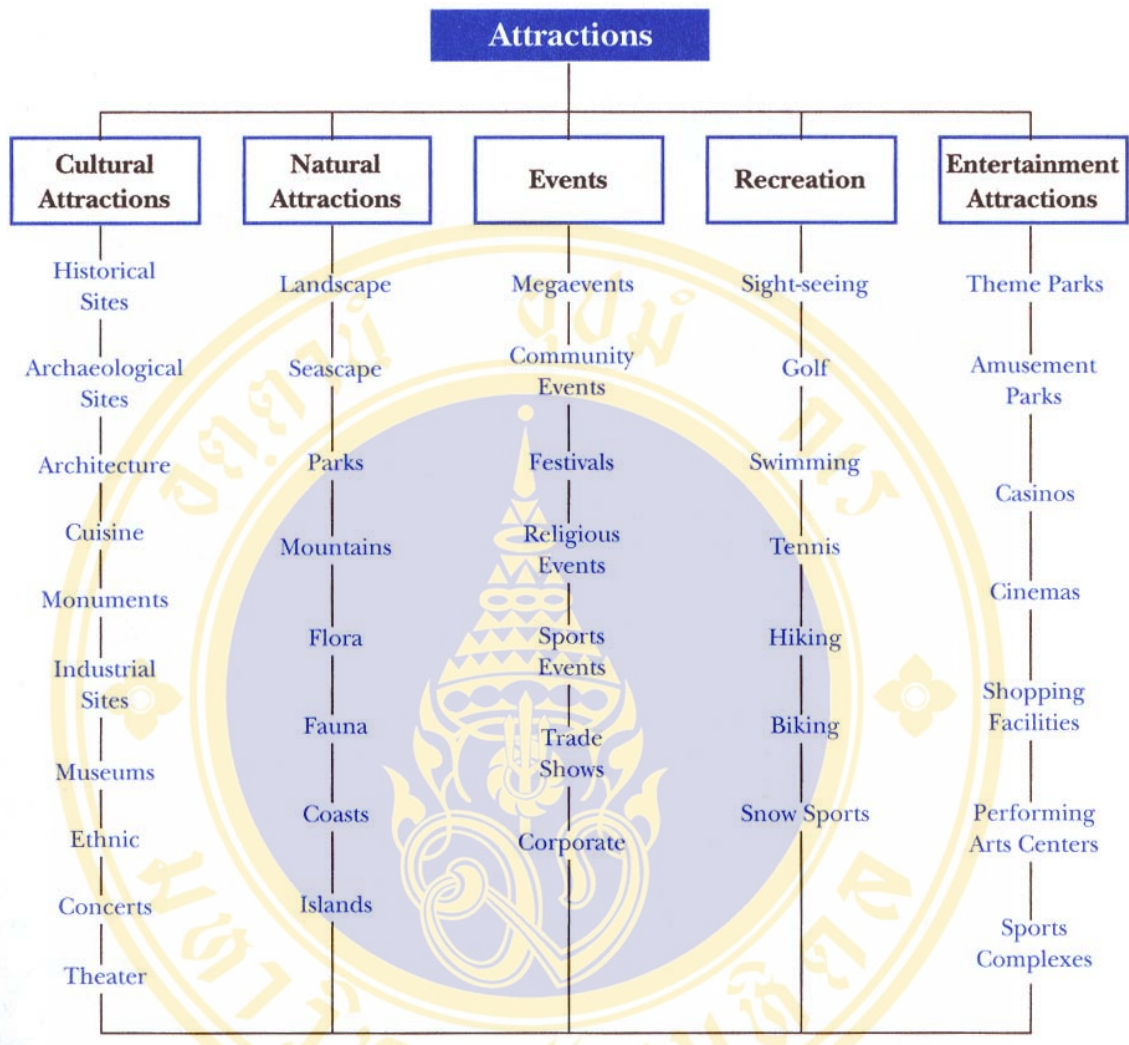 Attractions
Cultural
Attractions
Historical
Sites
Archaeological
Sites
Architecture
Cuisine
Monuments
Industrial
Sites
Museums
Ethnic
Concerts
Theater
Natural
Attractions
Landscape
Seascape
Parks
Mountains
Flora
Fauna
Coasts
Islands
Events
Megaevents
Community
Events
Festivals
Religious
Events
Sports
Events
Trade
Shows
Corporate
Recreation
Sight-seeing
Golf
Swimming
Tennis
Hiking
Biking
Snow Sports
Entertainment
Attractions
Theme Parks
Amusement
Parks
Casinos
Cinemas
Shopping
Facilities
Performing
Arts Centers
Sports
Complexes